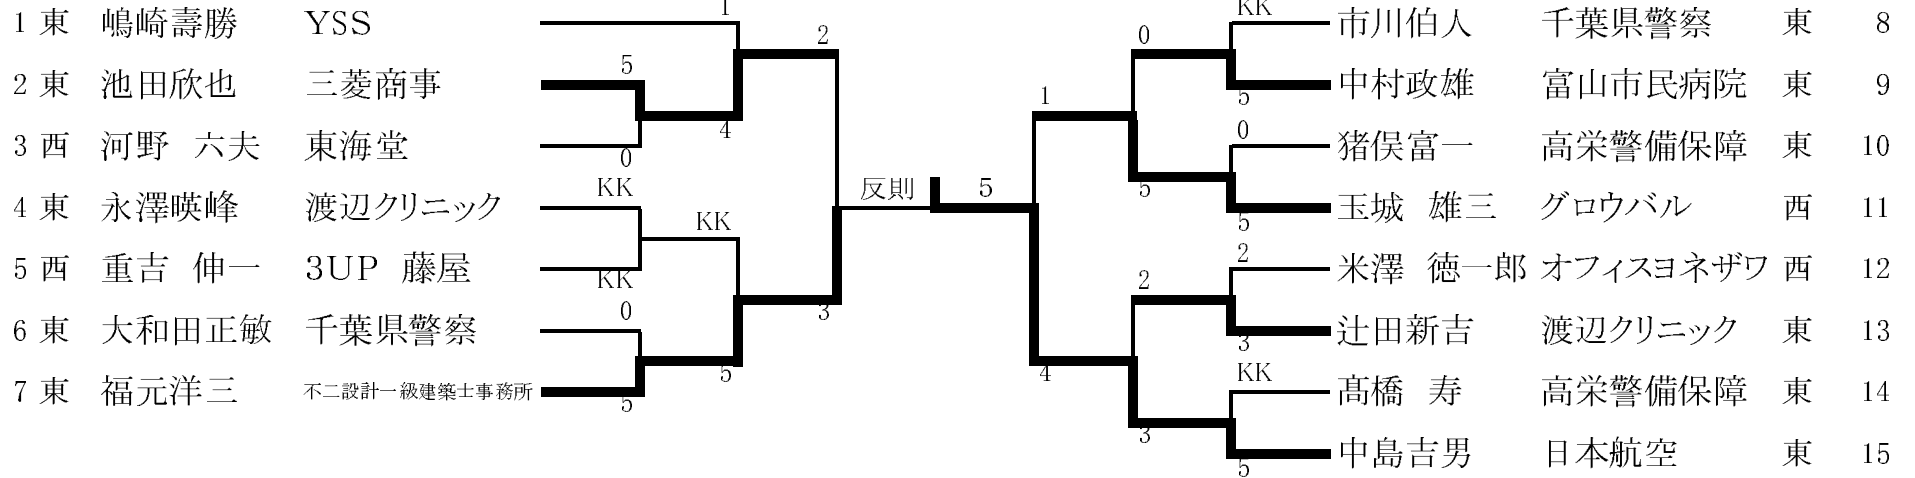 1 東 嶋崎壽勝 YSS 1 2 0 KK 市川伯人 千葉県警察 東 8
2 東 池田欣也 三菱商事 5 4 1 5 中村政雄 富山市民病院 東 9
3 西 河野 六夫 東海堂 0 5 0 猪俣富一 高栄警備保障 東 10
4 東 永澤暎峰 渡辺クリニック KK KK 反則 5 5 玉城 雄三 グロウバル 西 11
5 西 重吉 伸一 3UP 藤屋 KK 3 2 2 米澤 徳一郎 オフィスヨネザワ 西 12
6 東 大和田正敏 千葉県警察 0 5 4 3 辻田新吉 渡辺クリニック 東 13
7 東 福元洋三 不二設計一級建築士事務所 5 3 KK 髙橋 寿 高栄警備保障 東 14
5 中島吉男 日本航空 東 15